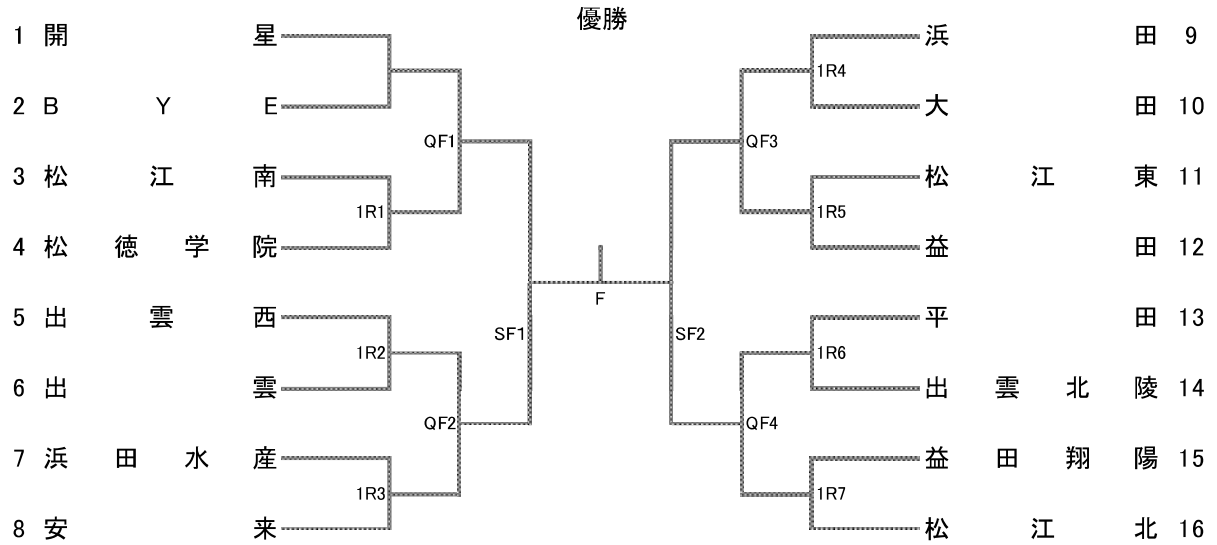 優勝
1 開星
2 BYE
3 松江南
4 松徳学院
5 出雲西
6 出雲
7 浜田水産
8 安来
1R1
1R2
1R3
QF1
QF2
SF1
F
SF2
QF3
QF4
1R4
1R5
1R6
1R7
浜田 9
大田 10
松江東 11
益田 12
平田 13
出雲北陵 14
益田翔陽 15
松江北 16